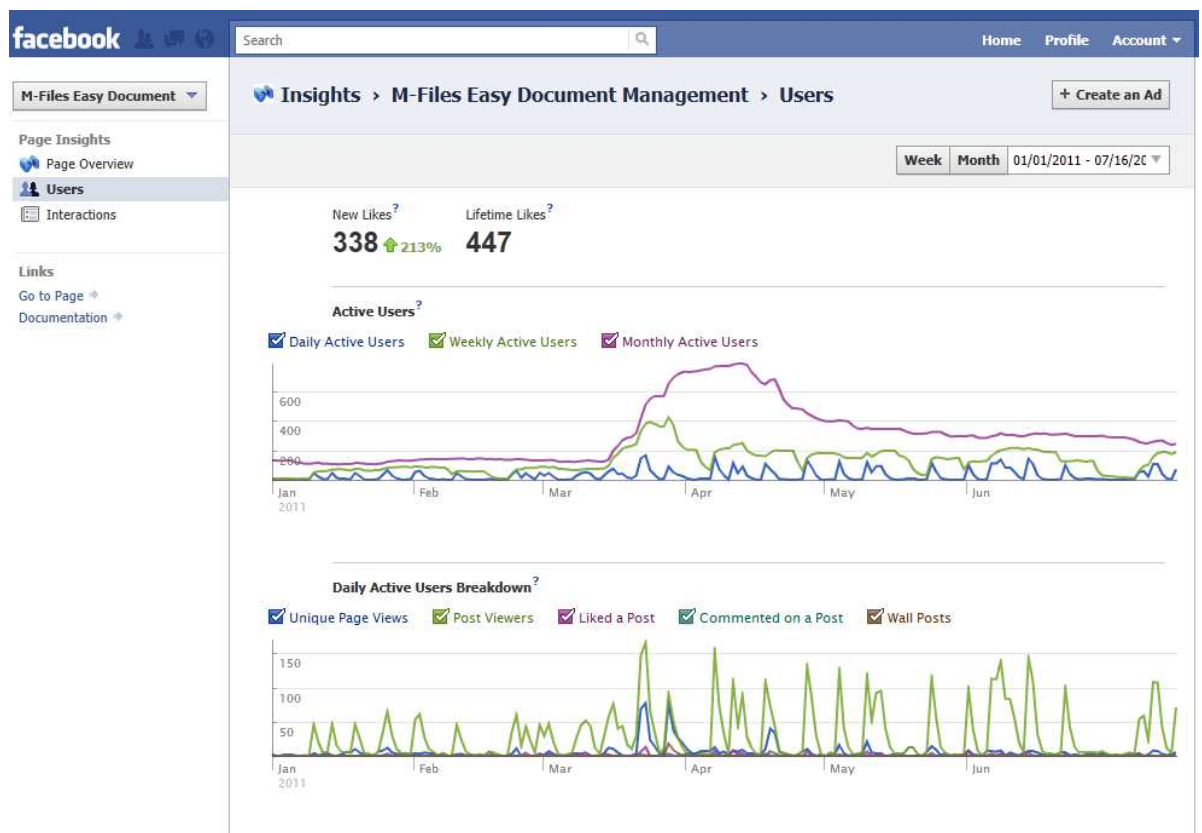 facebook
Search
Home Profile Account
M-Files Easy Document
Insights › M-Files Easy Document Management › Users
+ Create an Ad
Page Insights
Page Overview
Users
Interactions
Links
Go to Page
Documentation
Week Month 01/01/2011 - 07/16/20
New Likes? Lifetime Likes?
338 213% 447
Active Users?
Daily Active Users Weekly Active Users Monthly Active Users
600
400
200
Jan Feb Mar Apr May Jun
2011
Daily Active Users Breakdown?
Unique Page Views Post Viewers Liked a Post Commented on a Post Wall Posts
150
100
50
Jan Feb Mar Apr May Jun
2011